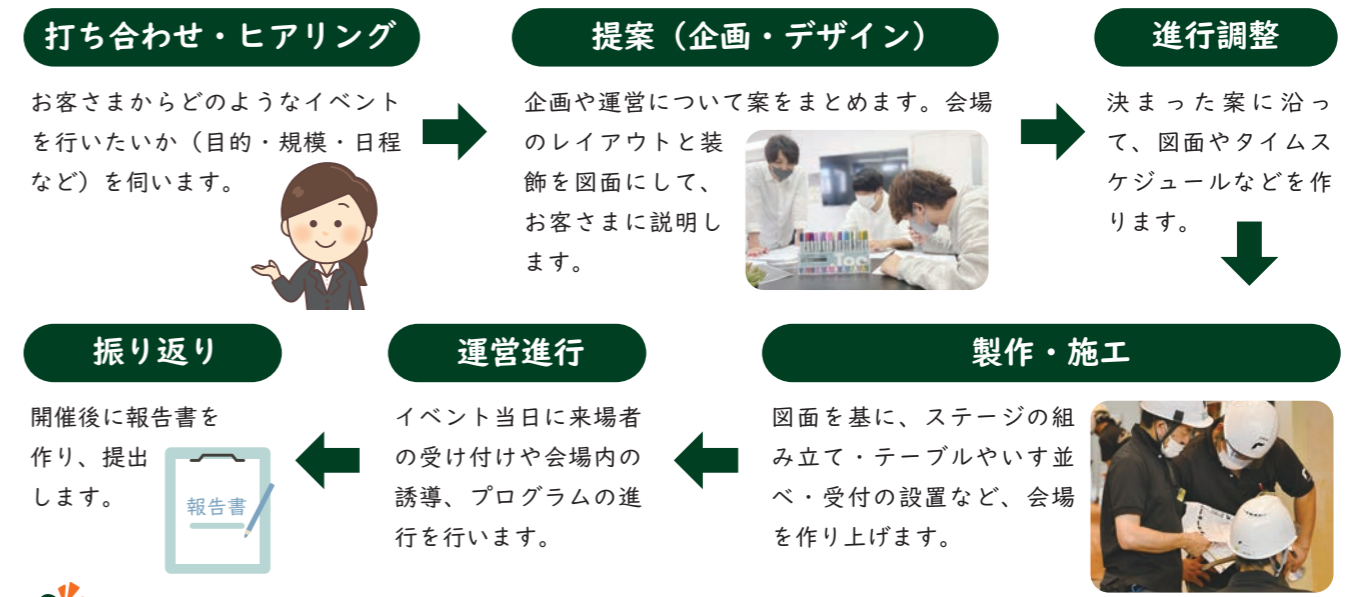 打ち合わせ・ヒアリング
お客さまからどのようなイベント
を行いたいか（目的・規模・日程
など）を伺います。
提案（企画・デザイン）
企画や運営について案をまとめます。会場
のレイアウトと装
飾を図面にして、
お客さまに説明し
ます。
Too
進行調整
決まった案に沿っ
て、図面やタイムス
ケジュールなどを作
ります。
製作・施工
図面を基に、ステージの組
み立て・テーブルやいす並
べ・受付の設置など、会場
を作り上げます。
運営進行
イベント当日に来場者
の受け付けや会場内の
誘導、プログラムの進
行を行います。
振り返り
開催後に報告書を
作り、提出
します。
報告書